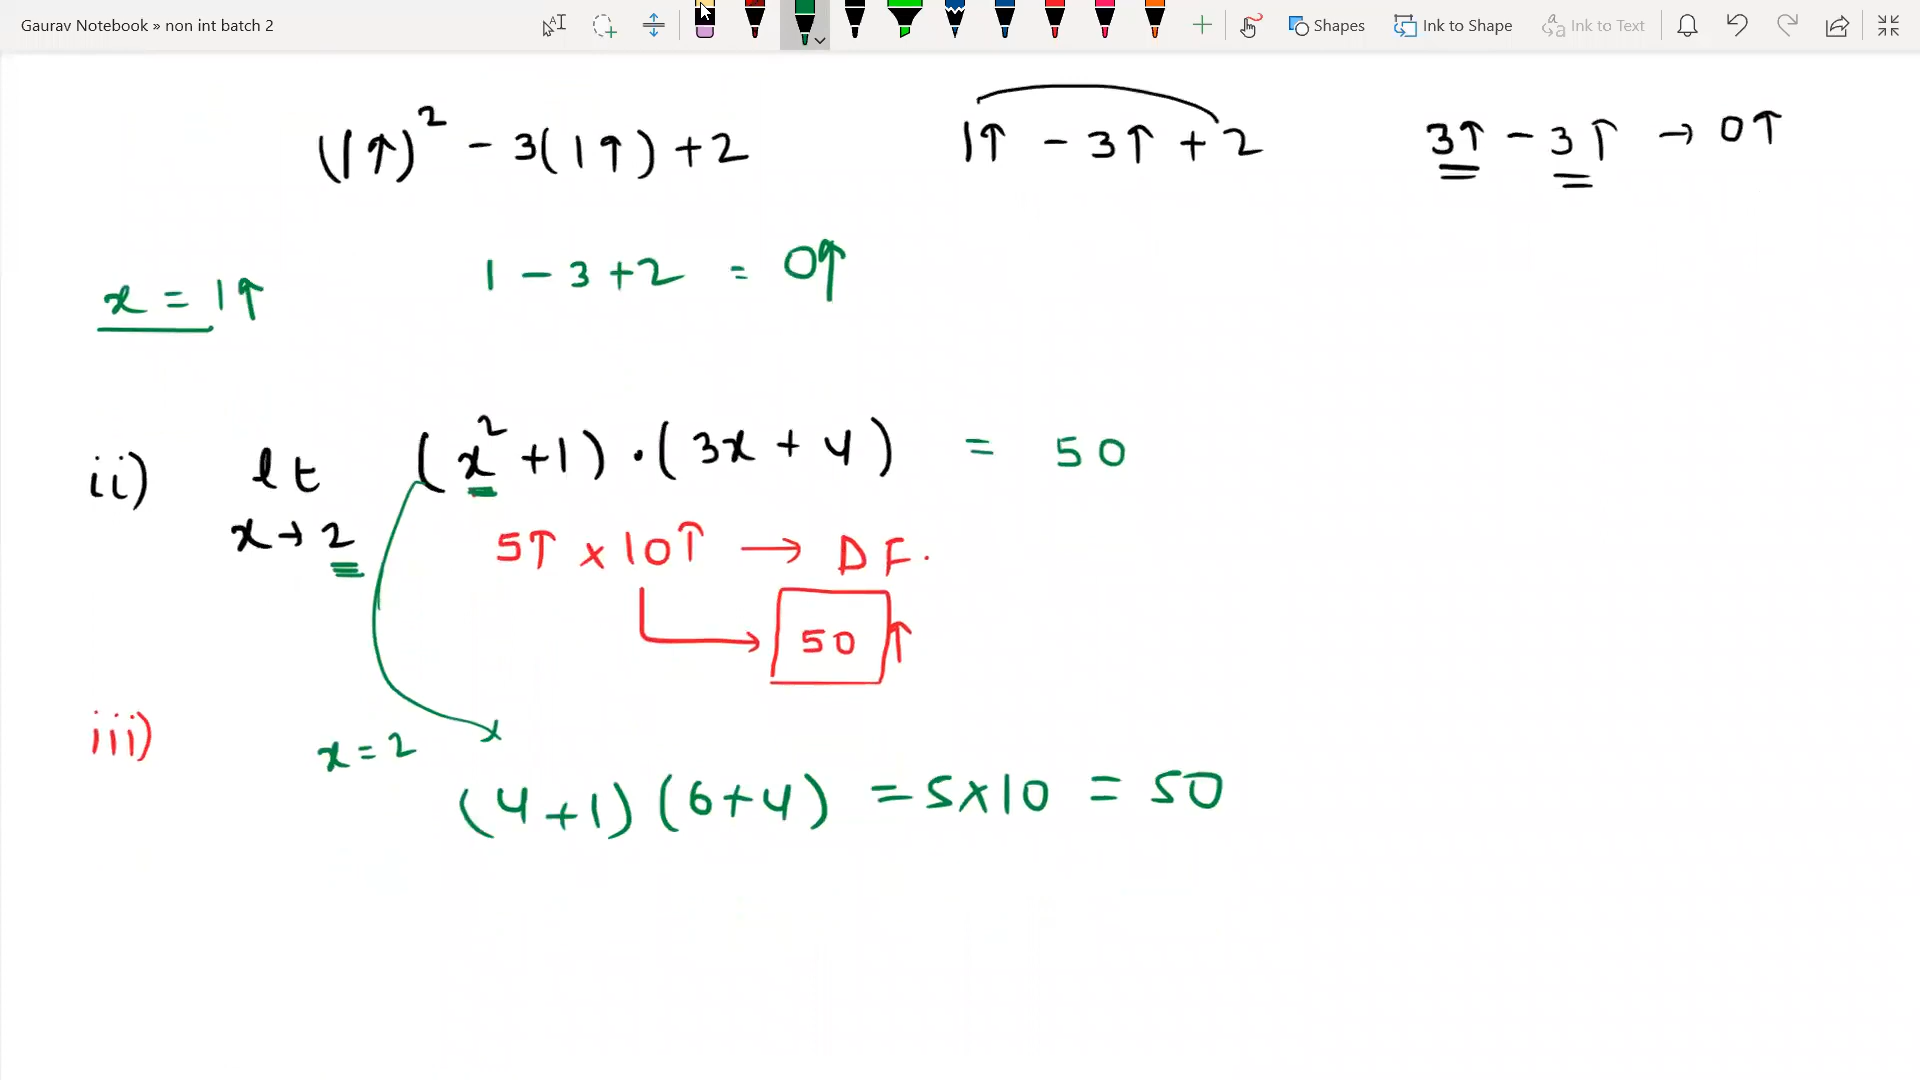 Gaurav Notebook » non int batch 2
Shapes
Ink to Shape
Ink to Text
(1↑)² - 3(1↑) + 2
1↑ - 3↑ + 2
3↑ - 3↑ → 0↑
1 - 3 + 2 = 0↑
x = 1↑
ii) lt (x² + 1) · (3x + 4) = 50
x → 2
5↑ × 10↑ → DF.
50 ↑
iii)
x = 2
(4 + 1) (6 + 4) = 5 × 10 = 50